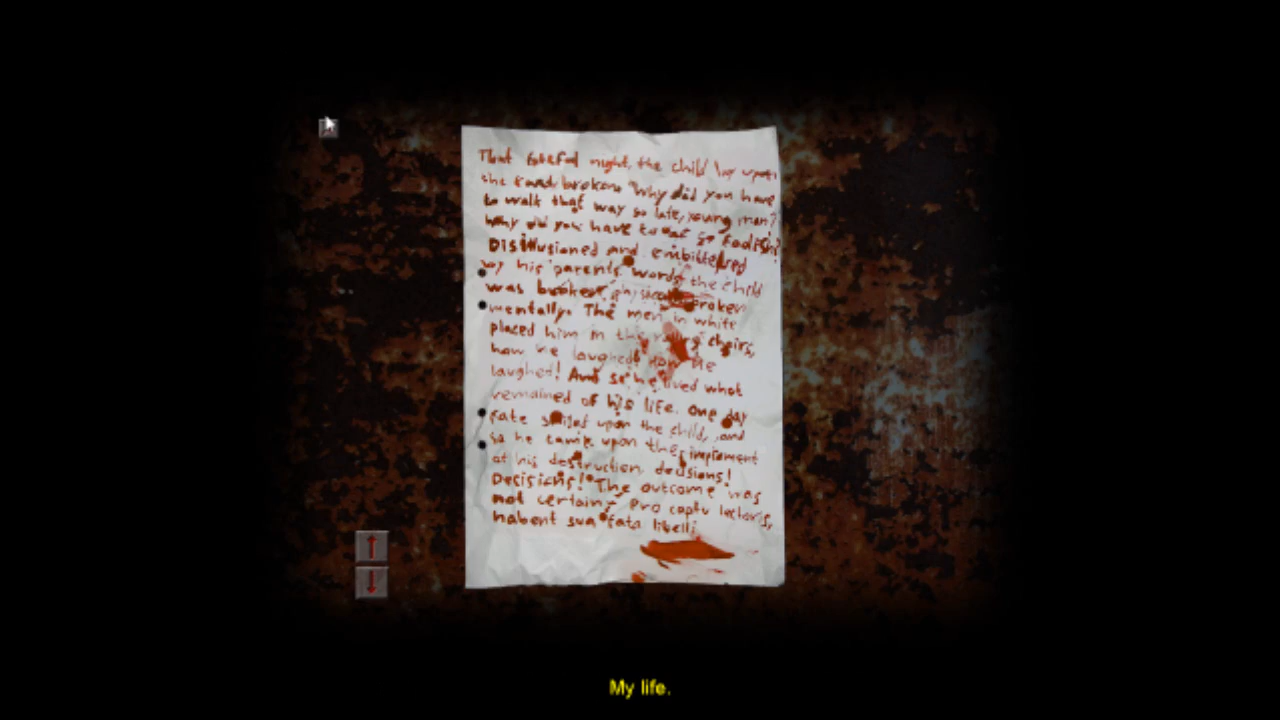 That fateful night, the child lay upon
the road, broken. Why did you have
to walk that way so late, young man?
Why did you have to be so foolish?
Disillusioned and embittered
by his parents words the child
was broken, physically broken
mentally. The men in white
placed him in the chairs,
how he laughed! How he
laughed! And so he lived what
remained of his life. One day
fate smiled upon the child, and
so he came upon the implement
of his destruction, decisions!
Decisions! The outcome was
not certain- Pro captu lectoris,
habent sua fata libelli
My life.